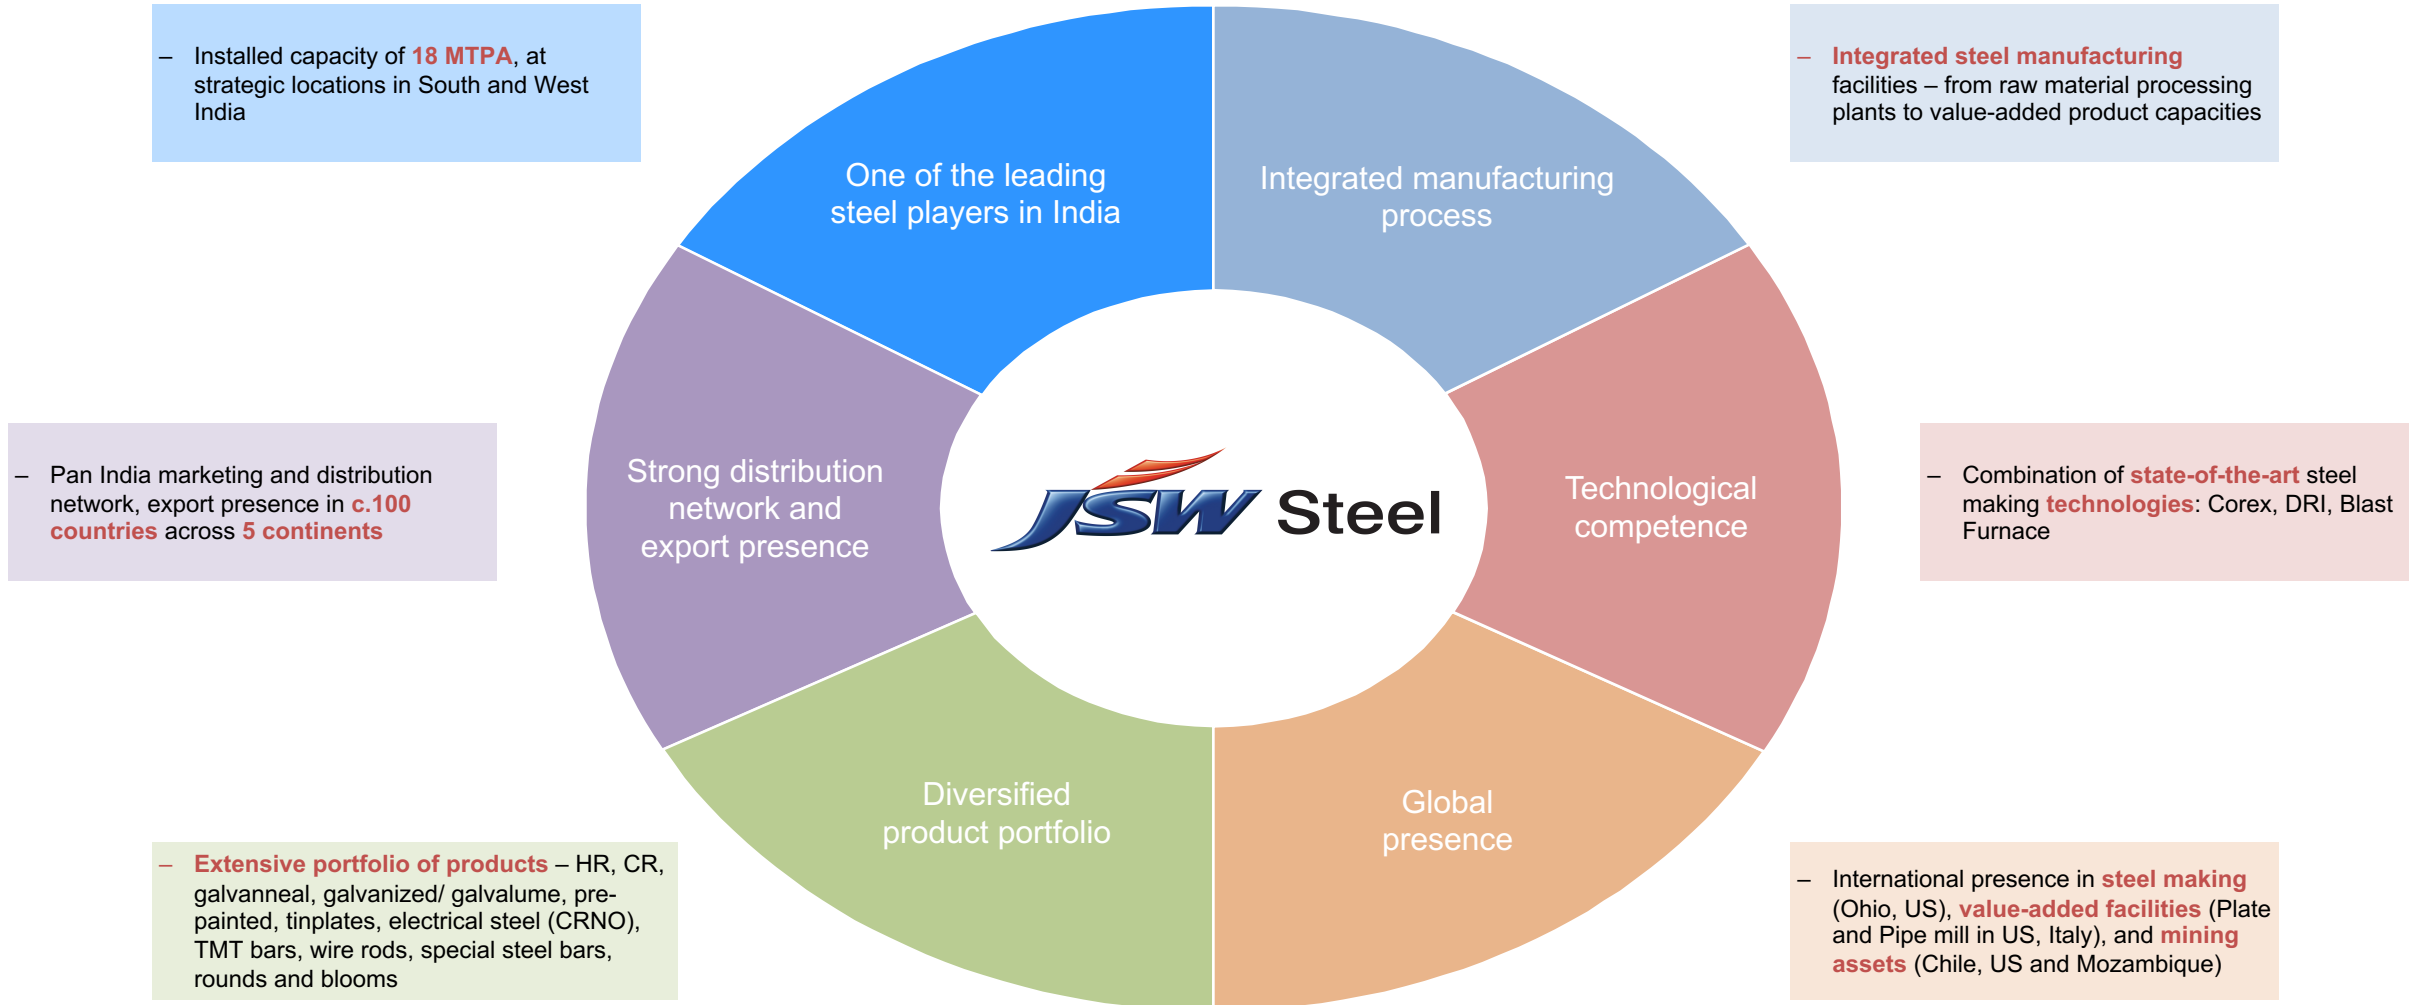 – Installed capacity of 18 MTPA, at
strategic locations in South and West
India
– Integrated steel manufacturing
facilities – from raw material processing
plants to value-added product capacities
One of the leading
steel players in India
Integrated manufacturing
process
– Pan India marketing and distribution
network, export presence in c.100
countries across 5 continents
Strong distribution
network and
export presence
JSW Steel
Technological
competence
– Combination of state-of-the-art steel
making technologies: Corex, DRI, Blast
Furnace
Diversified
product portfolio
Global
presence
– Extensive portfolio of products – HR, CR,
galvanneal, galvanized/ galvalume, pre-
painted, tinplates, electrical steel (CRNO),
TMT bars, wire rods, special steel bars,
rounds and blooms
– International presence in steel making
(Ohio, US), value-added facilities (Plate
and Pipe mill in US, Italy), and mining
assets (Chile, US and Mozambique)